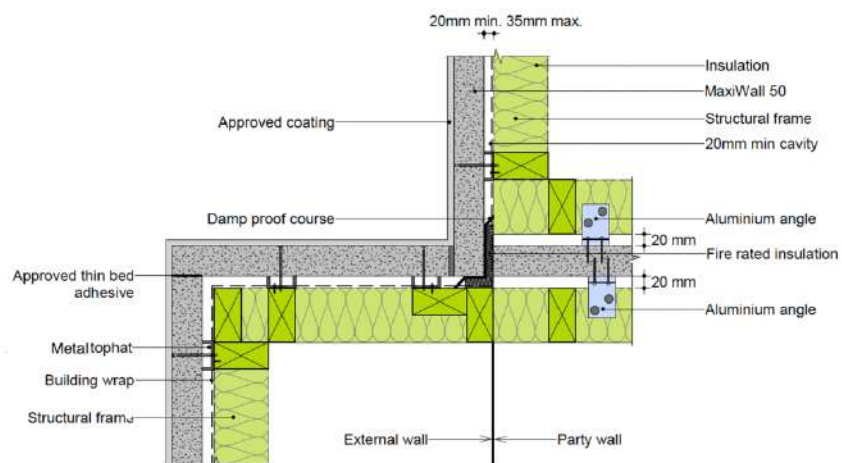 20mm min. 35mm max.
Insulation
MaxiWall 50
Approved coating
Structural frame
20mm min cavity
Damp proof course
Aluminium angle
20 mm
Fire rated insulation
Approved thin bed
adhesive
20 mm
Aluminium angle
Metal tophat
Building wrap
Structural frame
External wall
Party wall